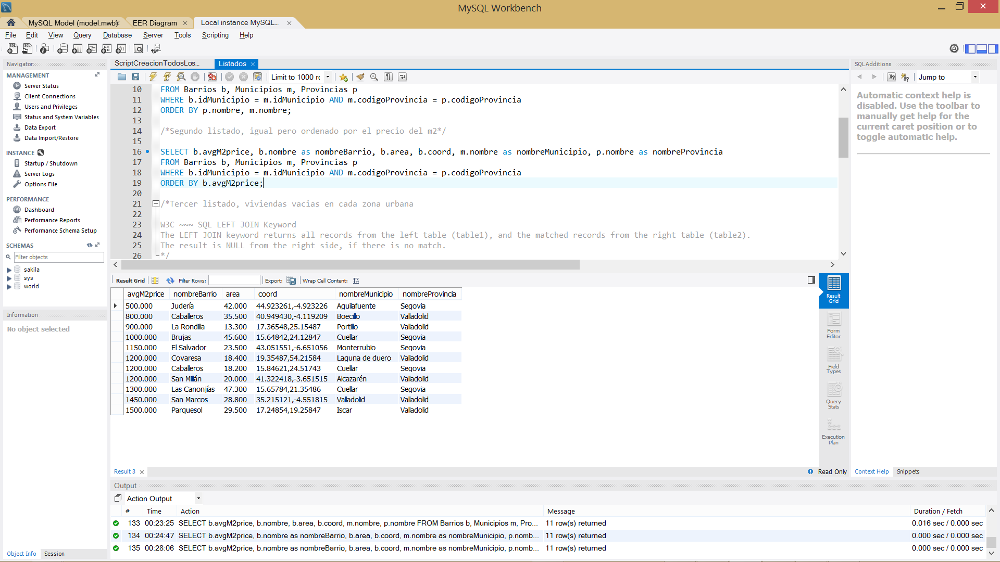 MySQL Workbench
MySQL Model (model.mwb)
EER Diagram
Local instance MySQL...
File Edit View Query Database Server Tools Scripting Help
Navigator
MANAGEMENT
Server Status
Client Connections
Users and Privileges
Status and System Variables
Data Export
Data Import/Restore
INSTANCE
Startup / Shutdown
Server Logs
Options File
PERFORMANCE
Dashboard
Performance Reports
Performance Schema Setup
SCHEMAS
Filter objects
sakila
sys
world
Information
No object selected
Object Info Session
ScriptCreacionTodosLos...
Listados
Limit to 1000 r
10 FROM Barrios b, Municipios m, Provincias p
11 WHERE b.idMunicipio = m.idMunicipio AND m.codigoProvincia = p.codigoProvincia
12 ORDER BY p.nombre, m.nombre;
13
14 /*Segundo listado, igual pero ordenado por el precio del m2*/
15
16 SELECT b.avgM2price, b.nombre as nombreBarrio, b.area, b.coord, m.nombre as nombreMunicipio, p.nombre as nombreProvincia
17 FROM Barrios b, Municipios m, Provincias p
18 WHERE b.idMunicipio = m.idMunicipio AND m.codigoProvincia = p.codigoProvincia
19 ORDER BY b.avgM2price;
20
21 /*Tercer listado, viviendas vacias en cada zona urbana
22
23 W3C ~~~ SQL LEFT JOIN Keyword
24 The LEFT JOIN keyword returns all records from the left table (table1), and the matched records from the right table (table2).
25 The result is NULL from the right side, if there is no match.
26 */
Result Grid Filter Rows: Export: Wrap Cell Content:
avgM2price nombreBarrio area coord nombreMunicipio nombreProvincia
500.000 Judería 42.000 44.923261,-4.923226 Aguilafuente Segovia
800.000 Caballeros 35.500 40.949430,-4.119209 Boecillo Valladolid
900.000 La Rondilla 13.300 17.36548,25.15487 Portillo Valladolid
1000.000 Brujas 45.600 15.64842,24.12847 Cuellar Segovia
1150.000 El Salvador 23.500 43.051551,-6.651056 Monterrubio Segovia
1200.000 Covaresa 18.400 19.35487,54.21584 Laguna de duero Valladolid
1200.000 Caballeros 18.200 15.84621,24.51743 Cuellar Segovia
1200.000 San Millán 20.000 41.322418,-3.651515 Alcazarén Valladolid
1300.000 Las Canonjías 47.300 15.65784,21.35486 Cuellar Segovia
1450.000 San Marcos 28.800 35.215121,-4.551815 Valladolid Valladolid
1500.000 Parquesol 29.500 17.24854,19.25847 Iscar Valladolid
Result Grid
Form Editor
Field Types
Query Stats
Execution Plan
Result 3
Read Only
SQLAdditions
Jump to
Automatic context help is
disabled. Use the toolbar to
manually get help for the
current caret position or to
toggle automatic help.
Context Help Snippets
Output
Action Output
# Time Action Message Duration / Fetch
133 00:23:25 SELECT b.avgM2price, b.nombre, b.area, b.coord, m.nombre, p.nombre FROM Barrios b, Municipios m, Pro... 11 row(s) returned 0.016 sec / 0.000 sec
134 00:24:47 SELECT b.avgM2price, b.nombre as nombreBarrio, b.area, b.coord, m.nombre as nombreMunicipio, p.nomb... 11 row(s) returned 0.000 sec / 0.000 sec
135 00:28:06 SELECT b.avgM2price, b.nombre as nombreBarrio, b.area, b.coord, m.nombre as nombreMunicipio, p.nomb... 11 row(s) returned 0.000 sec / 0.000 sec